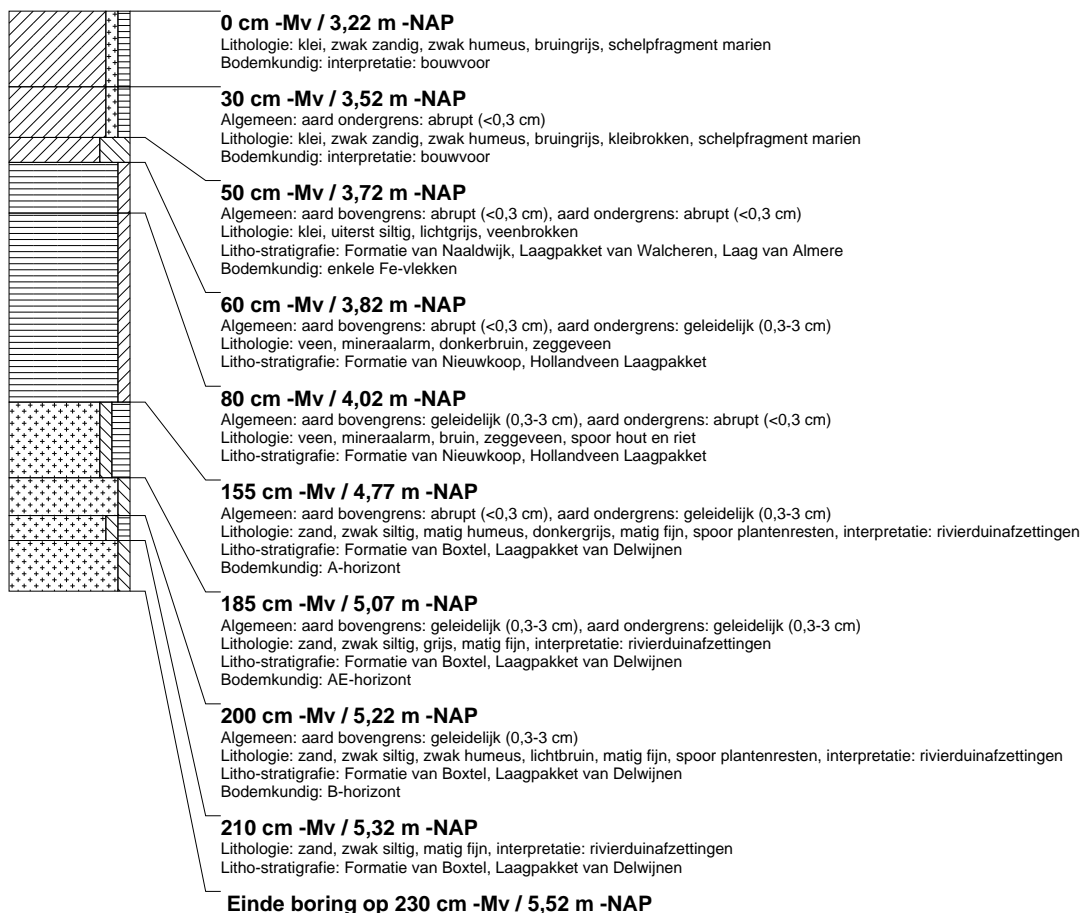 0 cm -Mv / 3,22 m -NAP
Lithologie: klei, zwak zandig, zwak humeus, bruingrijs, schelpfragment marien
Bodemkundig: interpretatie: bouwvoor
30 cm -Mv / 3,52 m -NAP
Algemeen: aard ondergrens: abrupt (<0,3 cm)
Lithologie: klei, zwak zandig, zwak humeus, bruingrijs, kleibrokken, schelpfragment marien
Bodemkundig: interpretatie: bouwvoor
50 cm -Mv / 3,72 m -NAP
Algemeen: aard bovengrens: abrupt (<0,3 cm), aard ondergrens: abrupt (<0,3 cm)
Lithologie: klei, uiterst siltig, lichtgrijs, veenbrokken
Litho-stratigrafie: Formatie van Naaldwijk, Laagpakket van Walcheren, Laag van Almere
Bodemkundig: enkele Fe-vlekken
60 cm -Mv / 3,82 m -NAP
Algemeen: aard bovengrens: abrupt (<0,3 cm), aard ondergrens: geleidelijk (0,3-3 cm)
Lithologie: veen, mineraalarm, donkerbruin, zeggeveen
Litho-stratigrafie: Formatie van Nieuwkoop, Hollandveen Laagpakket
80 cm -Mv / 4,02 m -NAP
Algemeen: aard bovengrens: geleidelijk (0,3-3 cm), aard ondergrens: abrupt (<0,3 cm)
Lithologie: veen, mineraalarm, bruin, zeggeveen, spoor hout en riet
Litho-stratigrafie: Formatie van Nieuwkoop, Hollandveen Laagpakket
155 cm -Mv / 4,77 m -NAP
Algemeen: aard bovengrens: abrupt (<0,3 cm), aard ondergrens: geleidelijk (0,3-3 cm)
Lithologie: zand, zwak siltig, matig humeus, donkergrijs, matig fijn, spoor plantenresten, interpretatie: rivierduinafzettingen
Litho-stratigrafie: Formatie van Boxtel, Laagpakket van Delwijnen
Bodemkundig: A-horizont
185 cm -Mv / 5,07 m -NAP
Algemeen: aard bovengrens: geleidelijk (0,3-3 cm), aard ondergrens: geleidelijk (0,3-3 cm)
Lithologie: zand, zwak siltig, grijs, matig fijn, interpretatie: rivierduinafzettingen
Litho-stratigrafie: Formatie van Boxtel, Laagpakket van Delwijnen
Bodemkundig: AE-horizont
200 cm -Mv / 5,22 m -NAP
Algemeen: aard bovengrens: geleidelijk (0,3-3 cm)
Lithologie: zand, zwak siltig, zwak humeus, lichtbruin, matig fijn, spoor plantenresten, interpretatie: rivierduinafzettingen
Litho-stratigrafie: Formatie van Boxtel, Laagpakket van Delwijnen
Bodemkundig: B-horizont
210 cm -Mv / 5,32 m -NAP
Lithologie: zand, zwak siltig, matig fijn, interpretatie: rivierduinafzettingen
Litho-stratigrafie: Formatie van Boxtel, Laagpakket van Delwijnen
Einde boring op 230 cm -Mv / 5,52 m -NAP